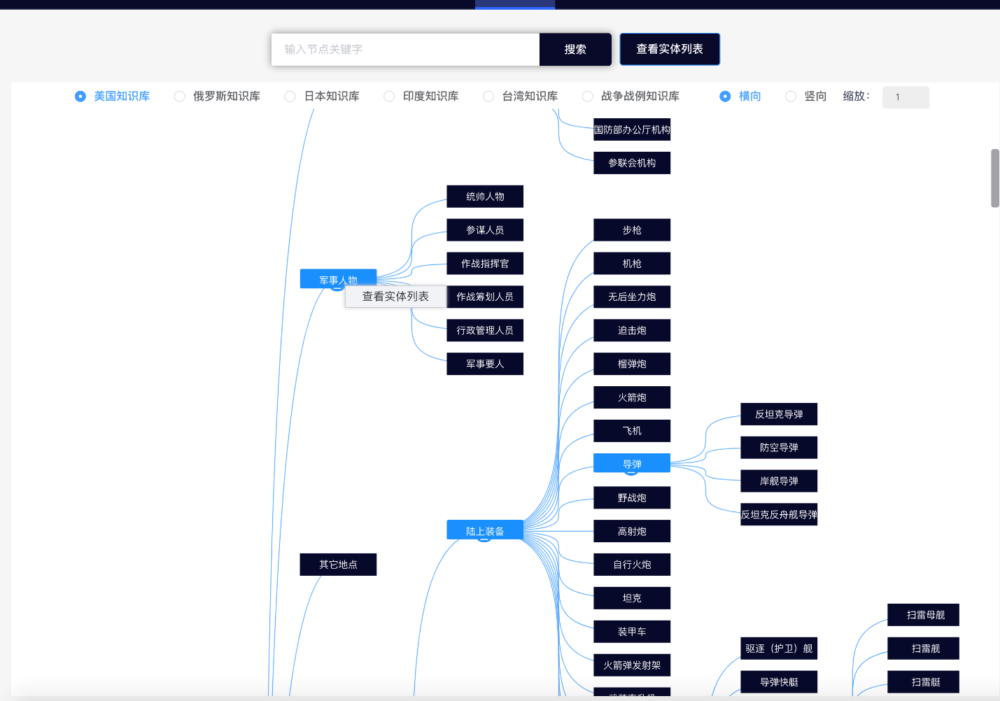 输入节点关键字 搜索 查看实体列表
美国知识库 俄罗斯知识库 日本知识库 印度知识库 台湾知识库 战争战例知识库 横向 竖向 缩放： 1
国防部办公厅机构
参联会机构
统帅人物
参谋人员 步枪
作战指挥官 机枪
军事人物
查看实体列表 作战筹划人员 无后坐力炮
行政管理人员 迫击炮
军事要人 榴弹炮
火箭炮
反坦克导弹
飞机
防空导弹
导弹
岸舰导弹
野战炮
反坦克反舟舰导弹
陆上装备 高射炮
其它地点 自行火炮
坦克
扫雷母舰
装甲车
驱逐（护卫）舰 扫雷舰
火箭弹发射架
导弹快艇 扫雷艇